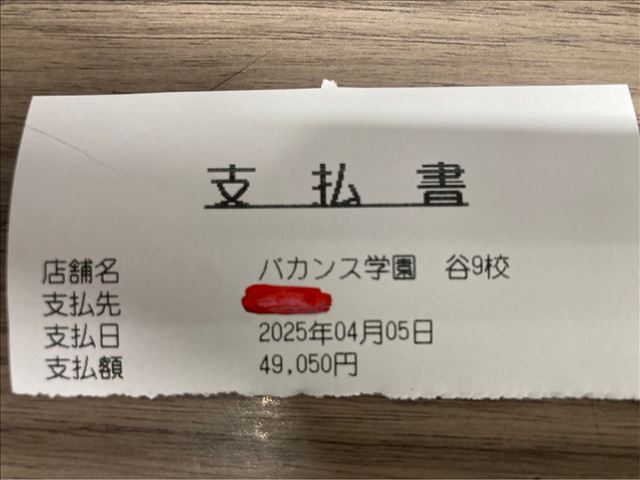 支払書
店舗名 バカンス学園 谷9校
支払先
支払日 2025年04月05日
支払額 49,050円